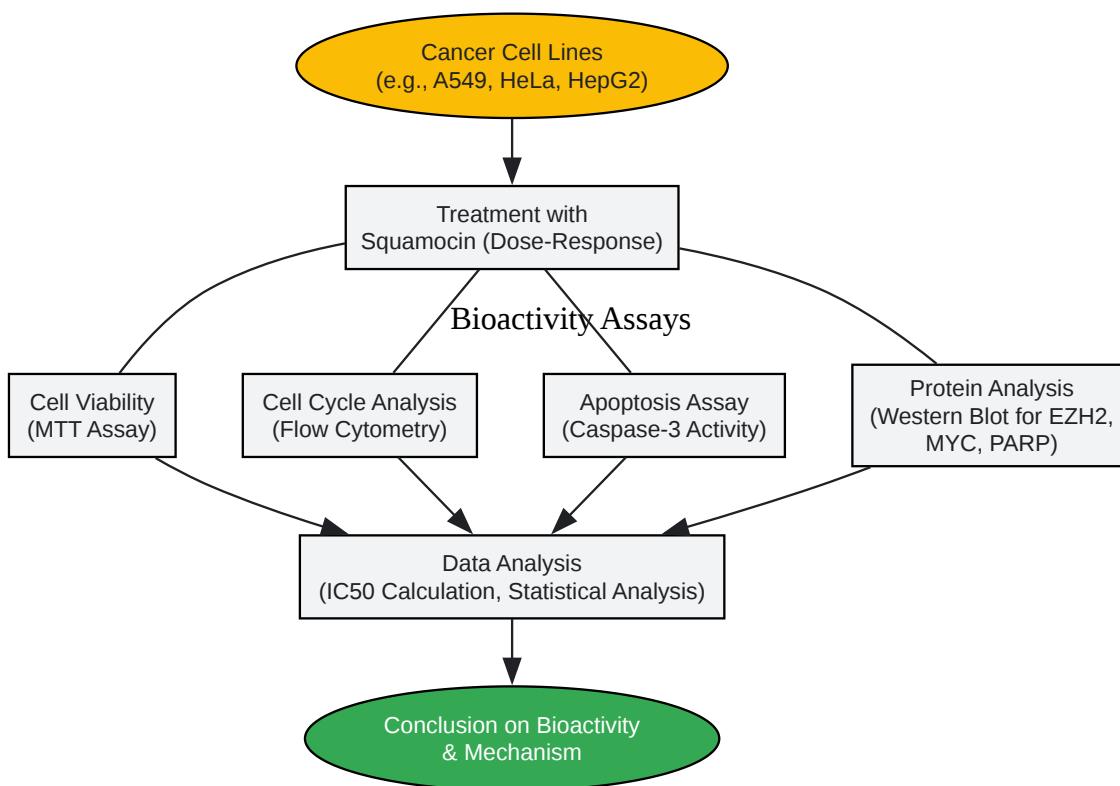 Cancer Cell Lines
(e.g., A549, HeLa, HepG2)
Treatment with
Squamocin (Dose-Response)
Bioactivity Assays
Cell Viability
(MTT Assay)
Cell Cycle Analysis
(Flow Cytometry)
Apoptosis Assay
(Caspase-3 Activity)
Protein Analysis
(Western Blot for EZH2,
MYC, PARP)
Data Analysis
(IC50 Calculation, Statistical Analysis)
Conclusion on Bioactivity
& Mechanism